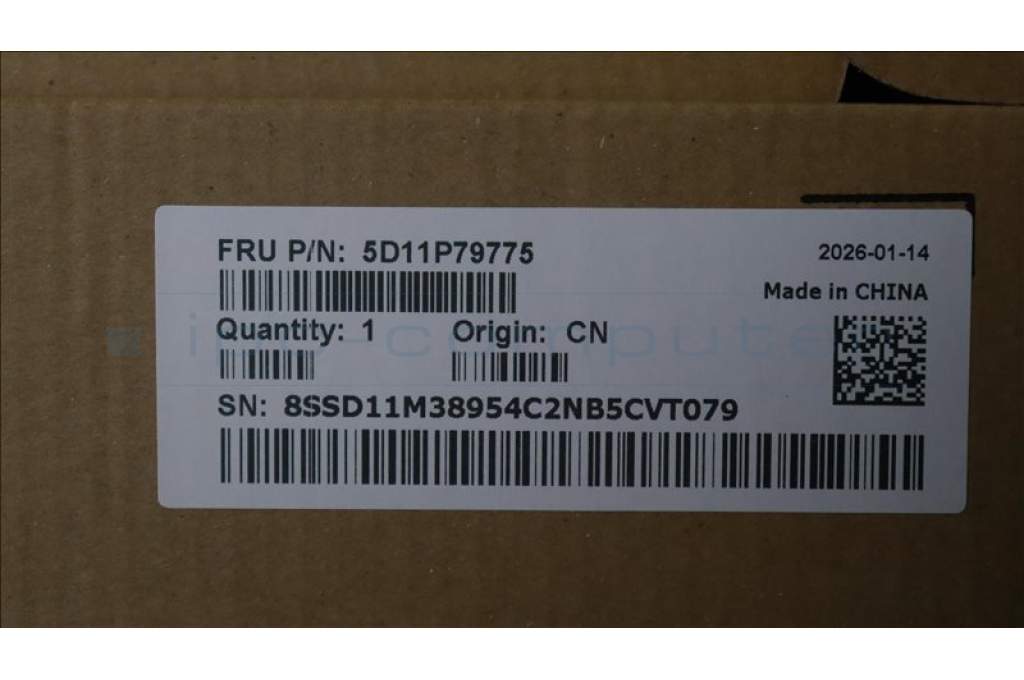 FRU P/N: 5D11P79775
2026-01-14
Made in CHINA
Quantity: 1 Origin: CN
SN: 8SSD11M38954C2NB5CVT079